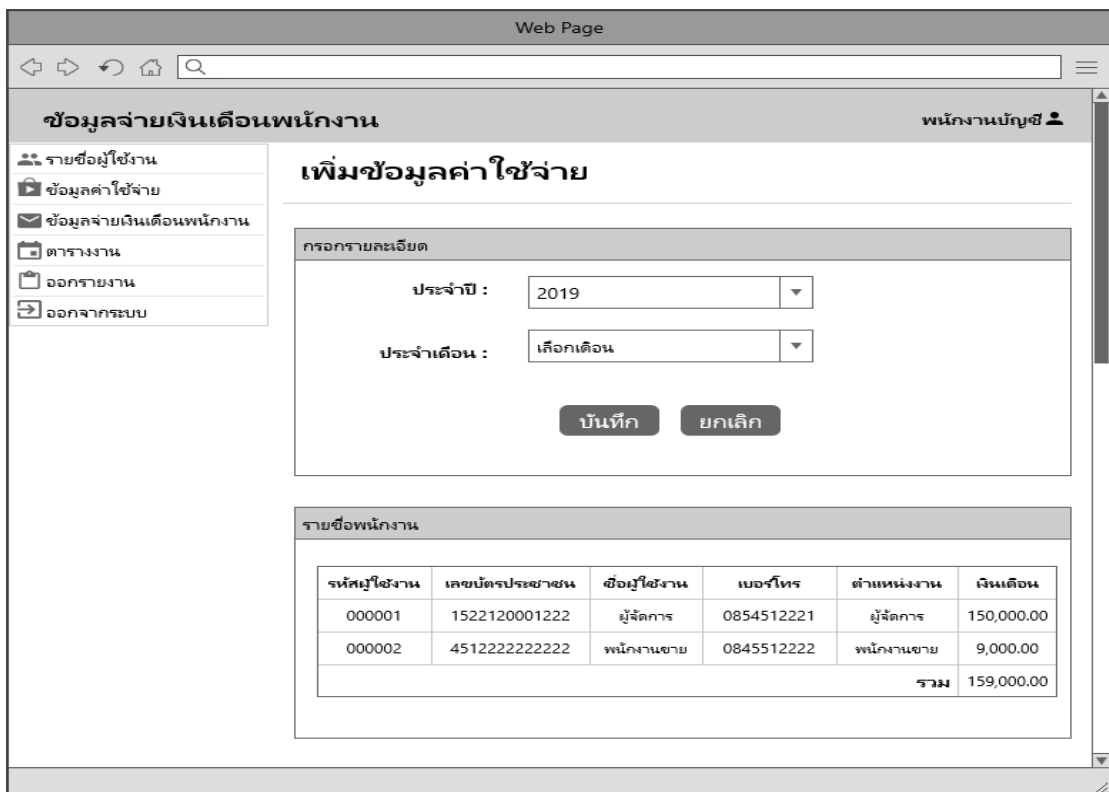 Web Page
ข้อมูลจ่ายเงินเดือนพนักงาน
พนักงานบัญชี
รายชื่อผู้ใช้งาน
ข้อมูลค่าใช้จ่าย
ข้อมูลจ่ายเงินเดือนพนักงาน
ตารางงาน
ออกรายงาน
ออกจากระบบ
เพิ่มข้อมูลค่าใช้จ่าย
กรอกรายละเอียด
ประจำปี : 2019
ประจำเดือน : เลือกเดือน
บันทึก ยกเลิก
รายชื่อพนักงาน
รหัสผู้ใช้งาน เลขบัตรประชาชน ชื่อผู้ใช้งาน เบอร์โทร ตำแหน่งงาน เงินเดือน
000001 1522120001222 ผู้จัดการ 0854512221 ผู้จัดการ 150,000.00
000002 4512222222222 พนักงานขาย 0845512222 พนักงานขาย 9,000.00
รวม 159,000.00